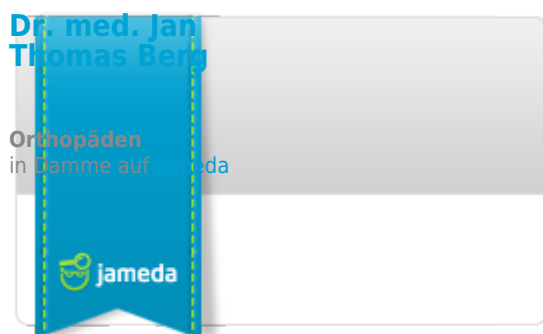 Dr. med. Jan
Thomas Berg
Orthopäden
in Damme auf jameda
jameda